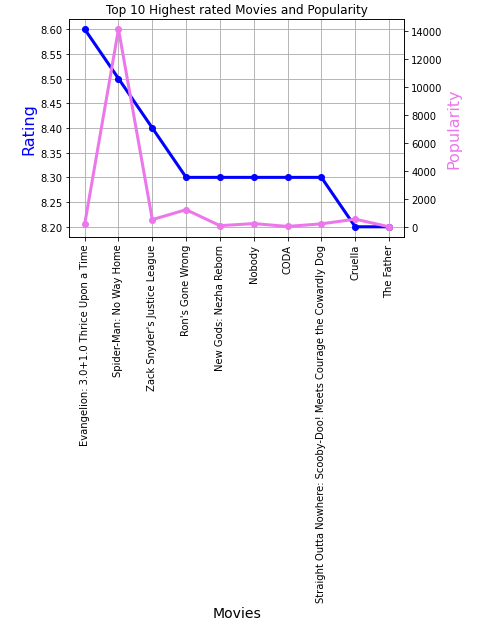 Top 10 Highest rated Movies and Popularity
8.60
8.55
8.50
8.45
8.40
8.35
8.30
8.25
8.20
Rating
14000
12000
10000
8000
6000
4000
2000
0
Popularity
Evangelion: 3.0+1.0 Thrice Upon a Time
Spider-Man: No Way Home
Zack Snyder's Justice League
Ron's Gone Wrong
New Gods: Nezha Reborn
Nobody
CODA
Straight Outta Nowhere: Scooby-Doo! Meets Courage the Cowardly Dog
Cruella
The Father
Movies